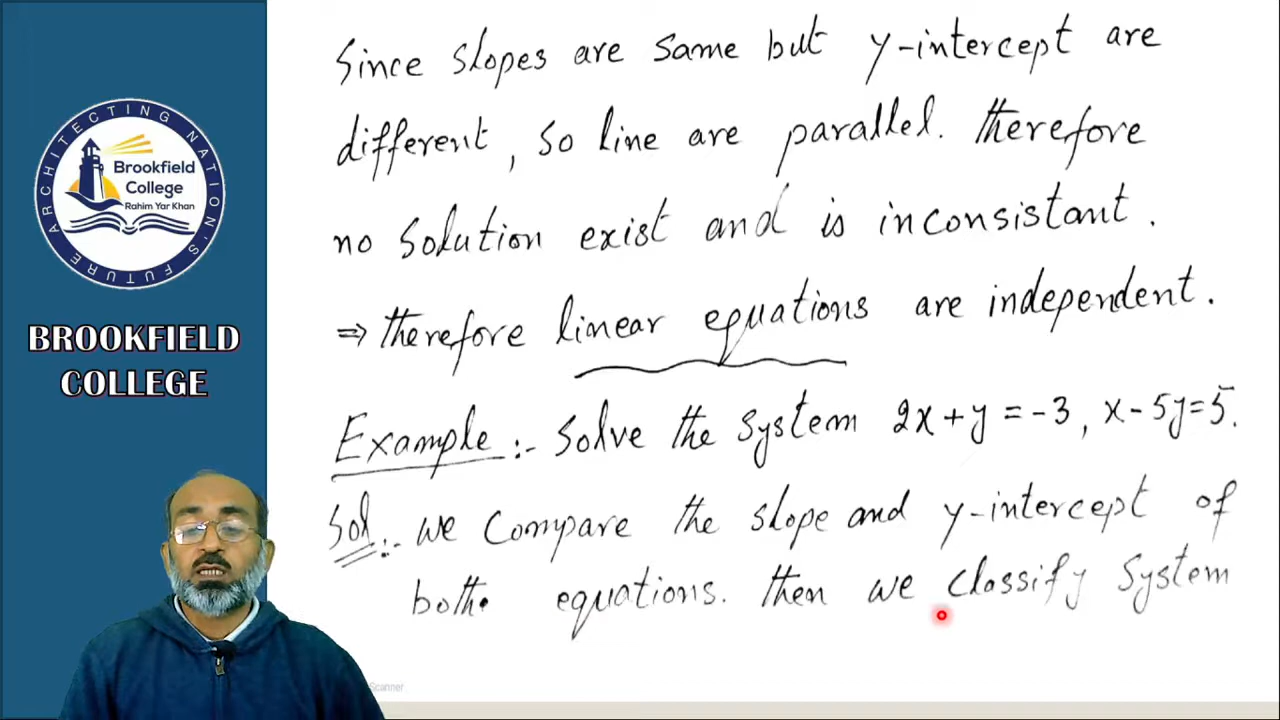 ARCHITECTING NATION'S FUTURE
Brookfield
College
Rahim Yar Khan
BROOKFIELD
COLLEGE
Since slopes are same but y-intercept are
different, so line are parallel. Therefore
no solution exist and is inconsistant.
⇒ therefore linear equations are independent.
Example:- Solve the system 2x+y=-3, x-5y=5.
Sol:- we compare the slope and y-intercept of
both equations. Then we classify system
Scanner